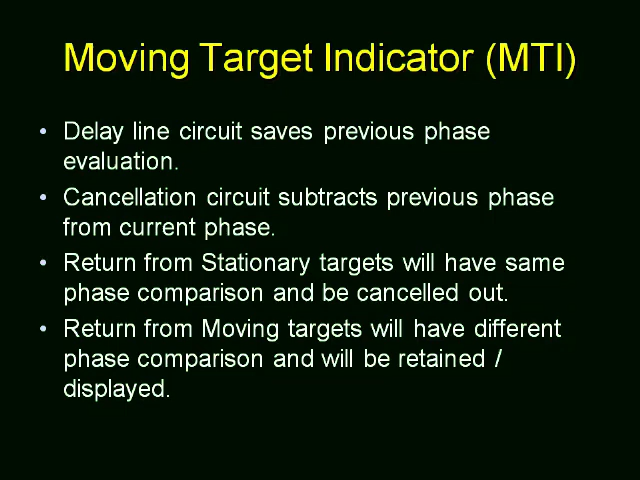 Moving Target Indicator (MTI)
• Delay line circuit saves previous phase
evaluation.
• Cancellation circuit subtracts previous phase
from current phase.
• Return from Stationary targets will have same
phase comparison and be cancelled out.
• Return from Moving targets will have different
phase comparison and will be retained /
displayed.